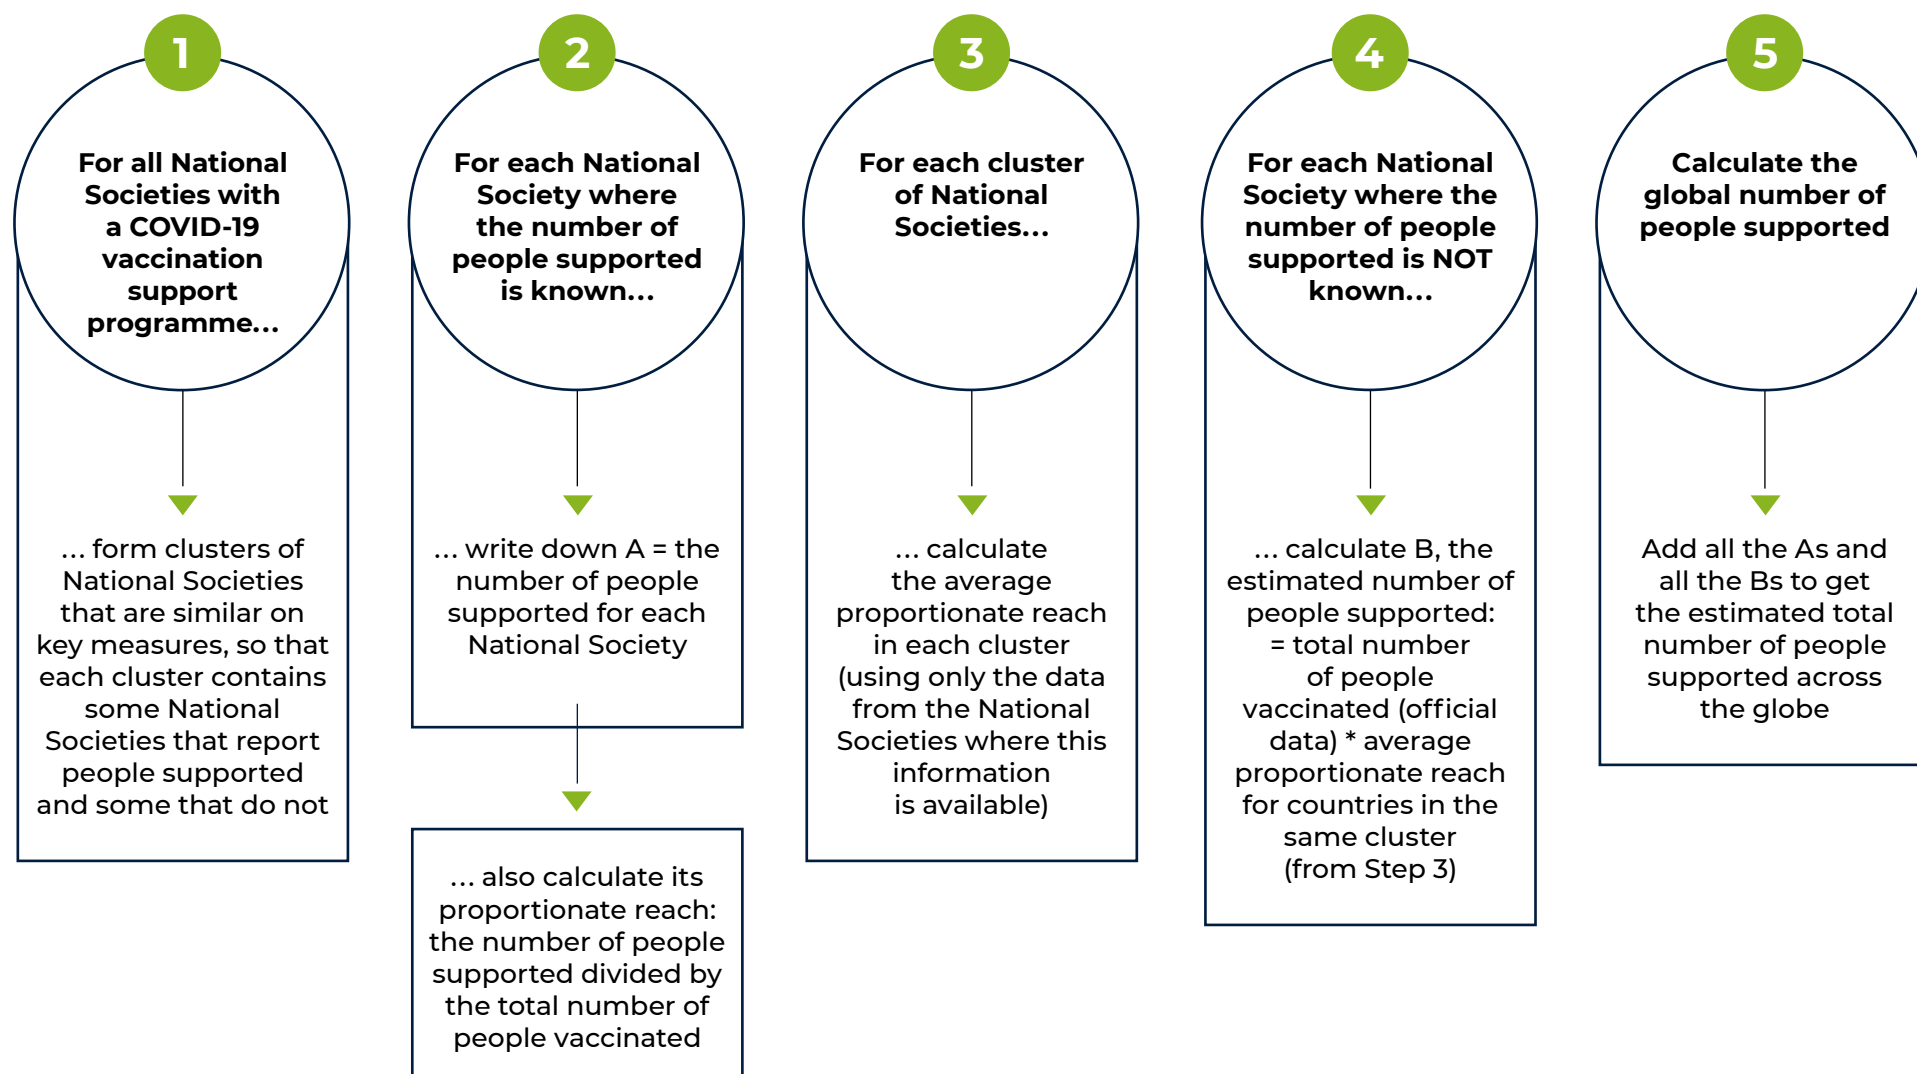 1
For all National
Societies with
a COVID-19
vaccination
support
programme...
... form clusters of
National Societies
that are similar on
key measures, so that
each cluster contains
some National
Societies that report
people supported
and some that do not
2
For each National
Society where
the number of
people supported
is known...
... write down A = the
number of people
supported for each
National Society
... also calculate its
proportionate reach:
the number of people
supported divided by
the total number of
people vaccinated
3
For each cluster
of National
Societies...
... calculate
the average
proportionate reach
in each cluster
(using only the data
from the National
Societies where this
information
is available)
4
For each National
Society where the
number of people
supported is NOT
known...
... calculate B, the
estimated number of
people supported:
= total number
of people
vaccinated (official
data) * average
proportionate reach
for countries in the
same cluster
(from Step 3)
5
Calculate the
global number of
people supported
Add all the As and
all the Bs to get
the estimated total
number of people
supported across
the globe